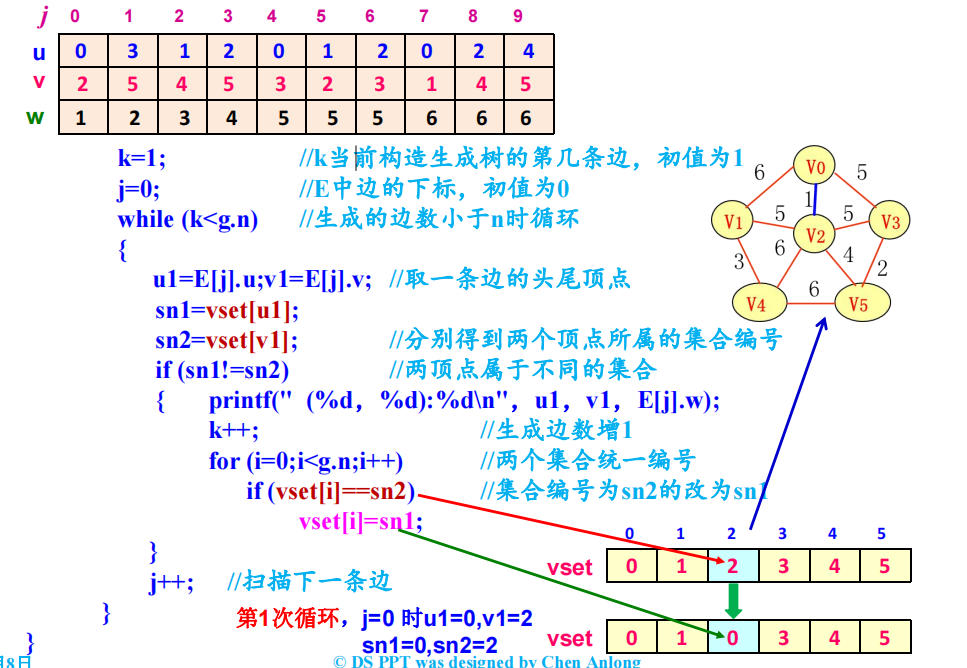 j 0 1 2 3 4 5 6 7 8 9
u 0 3 1 2 0 1 2 0 2 4
v 2 5 4 5 3 2 3 1 4 5
w 1 2 3 4 5 5 5 6 6 6
k=1; //k当前构造生成树的第几条边，初值为1
j=0; //E中边的下标，初值为0
while (k<g.n) //生成的边数小于n时循环
{
u1=E[j].u;v1=E[j].v; //取一条边的头尾顶点
sn1=vset[u1];
sn2=vset[v1]; //分别得到两个顶点所属的集合编号
if (sn1!=sn2) //两顶点属于不同的集合
{ printf(" (%d，%d):%d\n"，u1，v1，E[j].w);
k++; //生成边数增1
for (i=0;i<g.n;i++) //两个集合统一编号
if (vset[i]==sn2) //集合编号为sn2的改为sn1
vset[i]=sn1;
}
j++; //扫描下一条边
}
}
第1次循环，j=0 时u1=0,v1=2
sn1=0,sn2=2
V0
6 5
1
V1 5 5 V3
V2
3 6 4 2
V4 6 V5
0 1 2 3 4 5
vset 0 1 2 3 4 5
vset 0 1 0 3 4 5
月8日
© DS PPT was designed by Chen Anlong